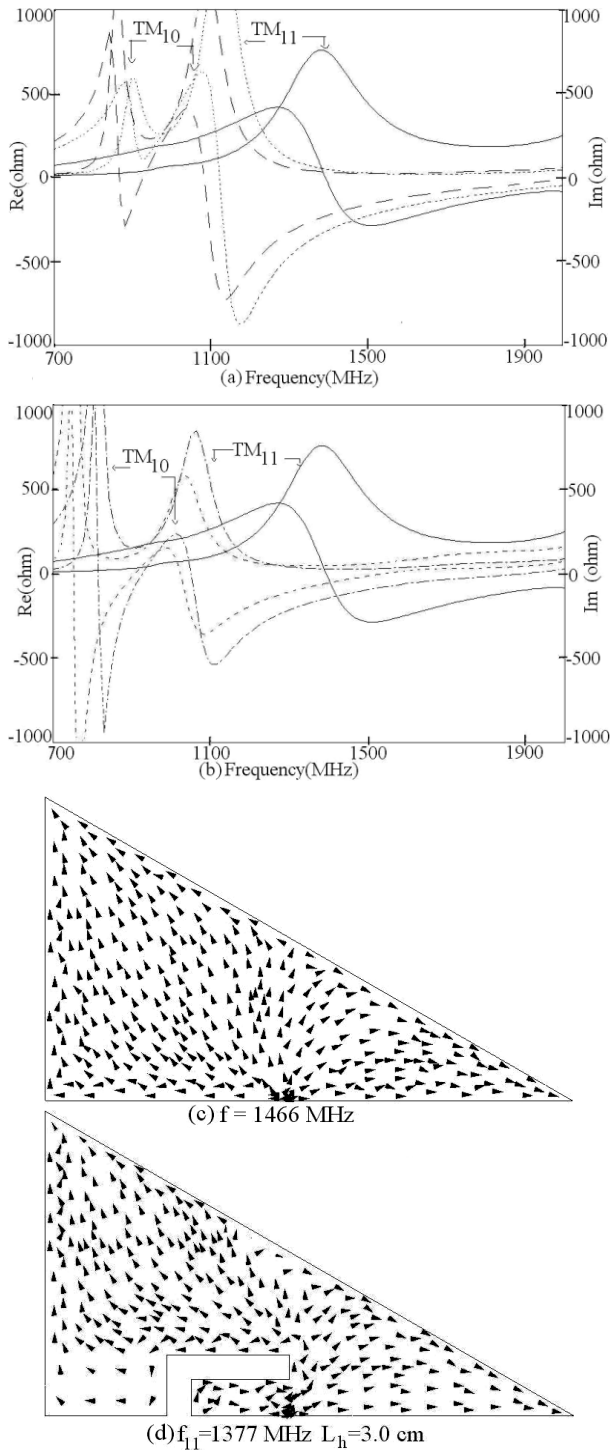 1000
1000
TM10
TM11
500
500
Re(ohm)
0
0
Im (ohm)
-500
-500
-1000
-1000
700
1100
1500
1900
(a) Frequency(MHz)
1000
1000
TM10
TM11
500
500
Re(ohm)
0
0
Im (ohm)
-500
-500
-1000
-1000
700
1100
1500
1900
(b) Frequency(MHz)
(c) f = 1466 MHz
(d) f11=1377 MHz Lh=3.0 cm